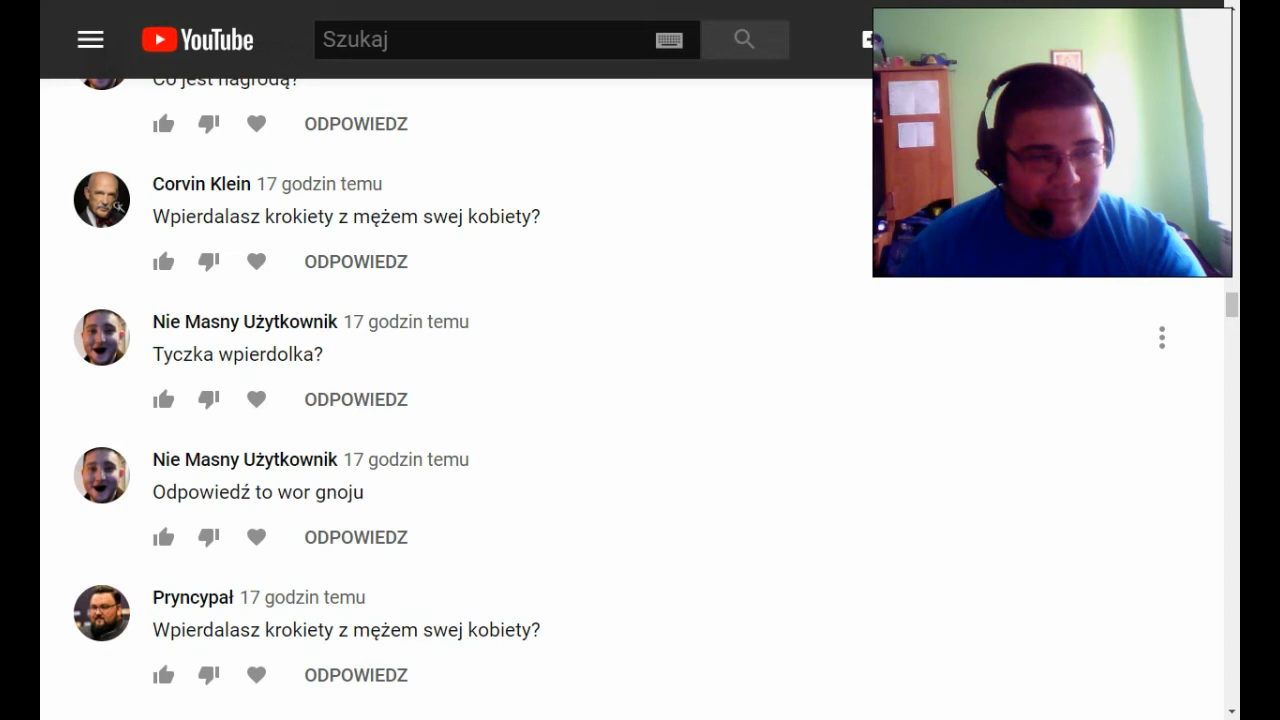 YouTube
Szukaj
Co jest nagrodą?
ODPOWIEDZ
Corvin Klein 17 godzin temu
Wpierdalasz krokiety z mężem swej kobiety?
ODPOWIEDZ
Nie Masny Użytkownik 17 godzin temu
Tyczka wpierdolka?
ODPOWIEDZ
Nie Masny Użytkownik 17 godzin temu
Odpowiedź to wor gnoju
ODPOWIEDZ
Pryncypał 17 godzin temu
Wpierdalasz krokiety z mężem swej kobiety?
ODPOWIEDZ